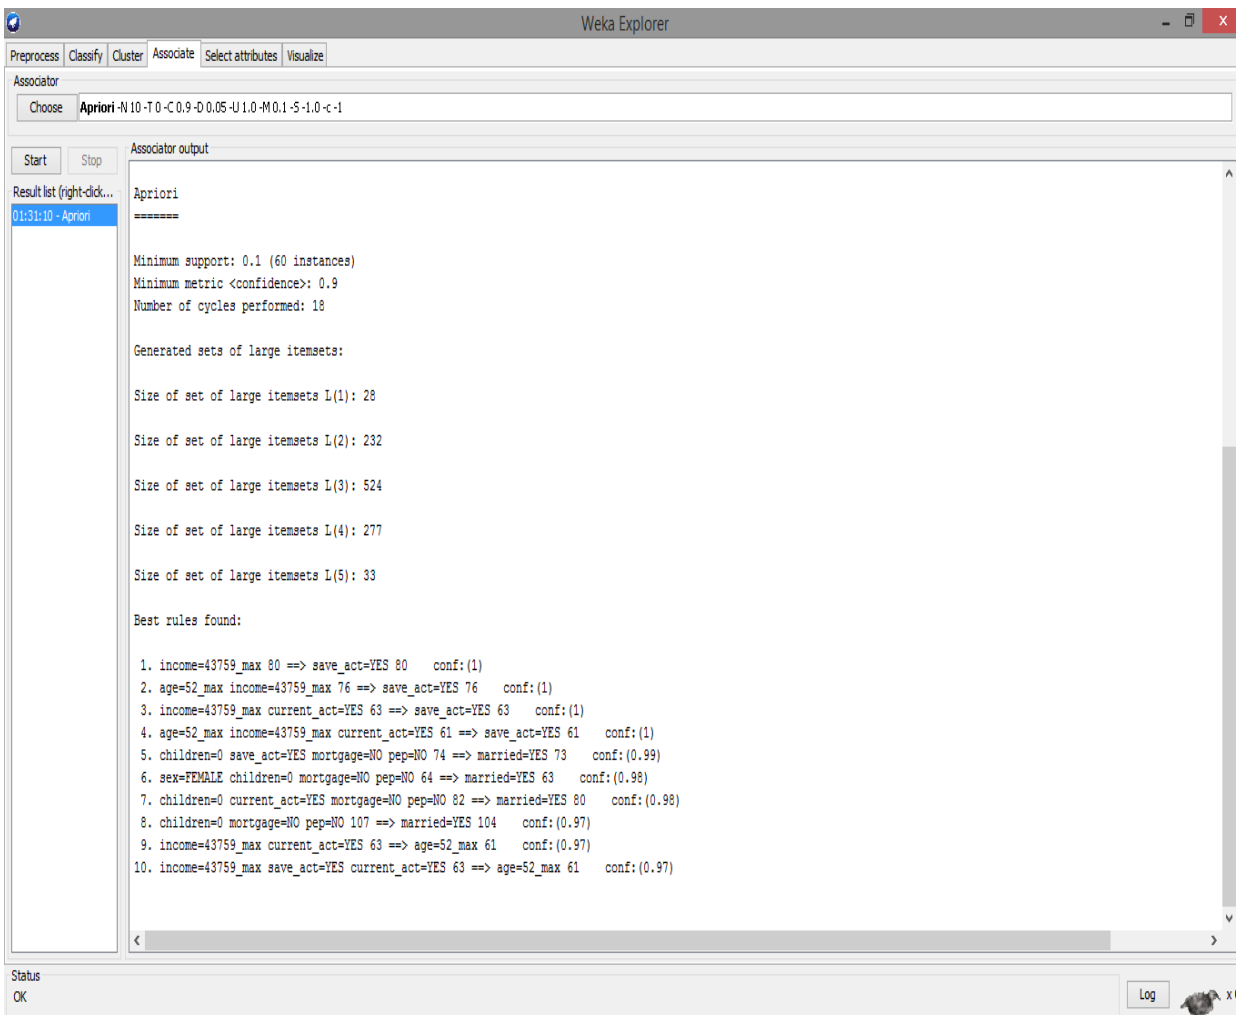 Weka Explorer
Preprocess Classify Cluster Associate Select attributes Visualize
Associator
Choose Apriori -N 10 -T 0 -C 0.9 -D 0.05 -U 1.0 -M 0.1 -S -1.0 -c -1
Start Stop
Associator output
Result list (right-click...
01:31:10 - Apriori
Apriori
=======
Minimum support: 0.1 (60 instances)
Minimum metric <confidence>: 0.9
Number of cycles performed: 18
Generated sets of large itemsets:
Size of set of large itemsets L(1): 28
Size of set of large itemsets L(2): 232
Size of set of large itemsets L(3): 524
Size of set of large itemsets L(4): 277
Size of set of large itemsets L(5): 33
Best rules found:
1. income=43759_max 80 ==> save_act=YES 80 conf:(1)
2. age=52_max income=43759_max 76 ==> save_act=YES 76 conf:(1)
3. income=43759_max current_act=YES 63 ==> save_act=YES 63 conf:(1)
4. age=52_max income=43759_max current_act=YES 61 ==> save_act=YES 61 conf:(1)
5. children=0 save_act=YES mortgage=NO pep=NO 74 ==> married=YES 73 conf:(0.99)
6. sex=FEMALE children=0 mortgage=NO pep=NO 64 ==> married=YES 63 conf:(0.98)
7. children=0 current_act=YES mortgage=NO pep=NO 82 ==> married=YES 80 conf:(0.98)
8. children=0 mortgage=NO pep=NO 107 ==> married=YES 104 conf:(0.97)
9. income=43759_max current_act=YES 63 ==> age=52_max 61 conf:(0.97)
10. income=43759_max save_act=YES current_act=YES 63 ==> age=52_max 61 conf:(0.97)
Status
OK
Log
x